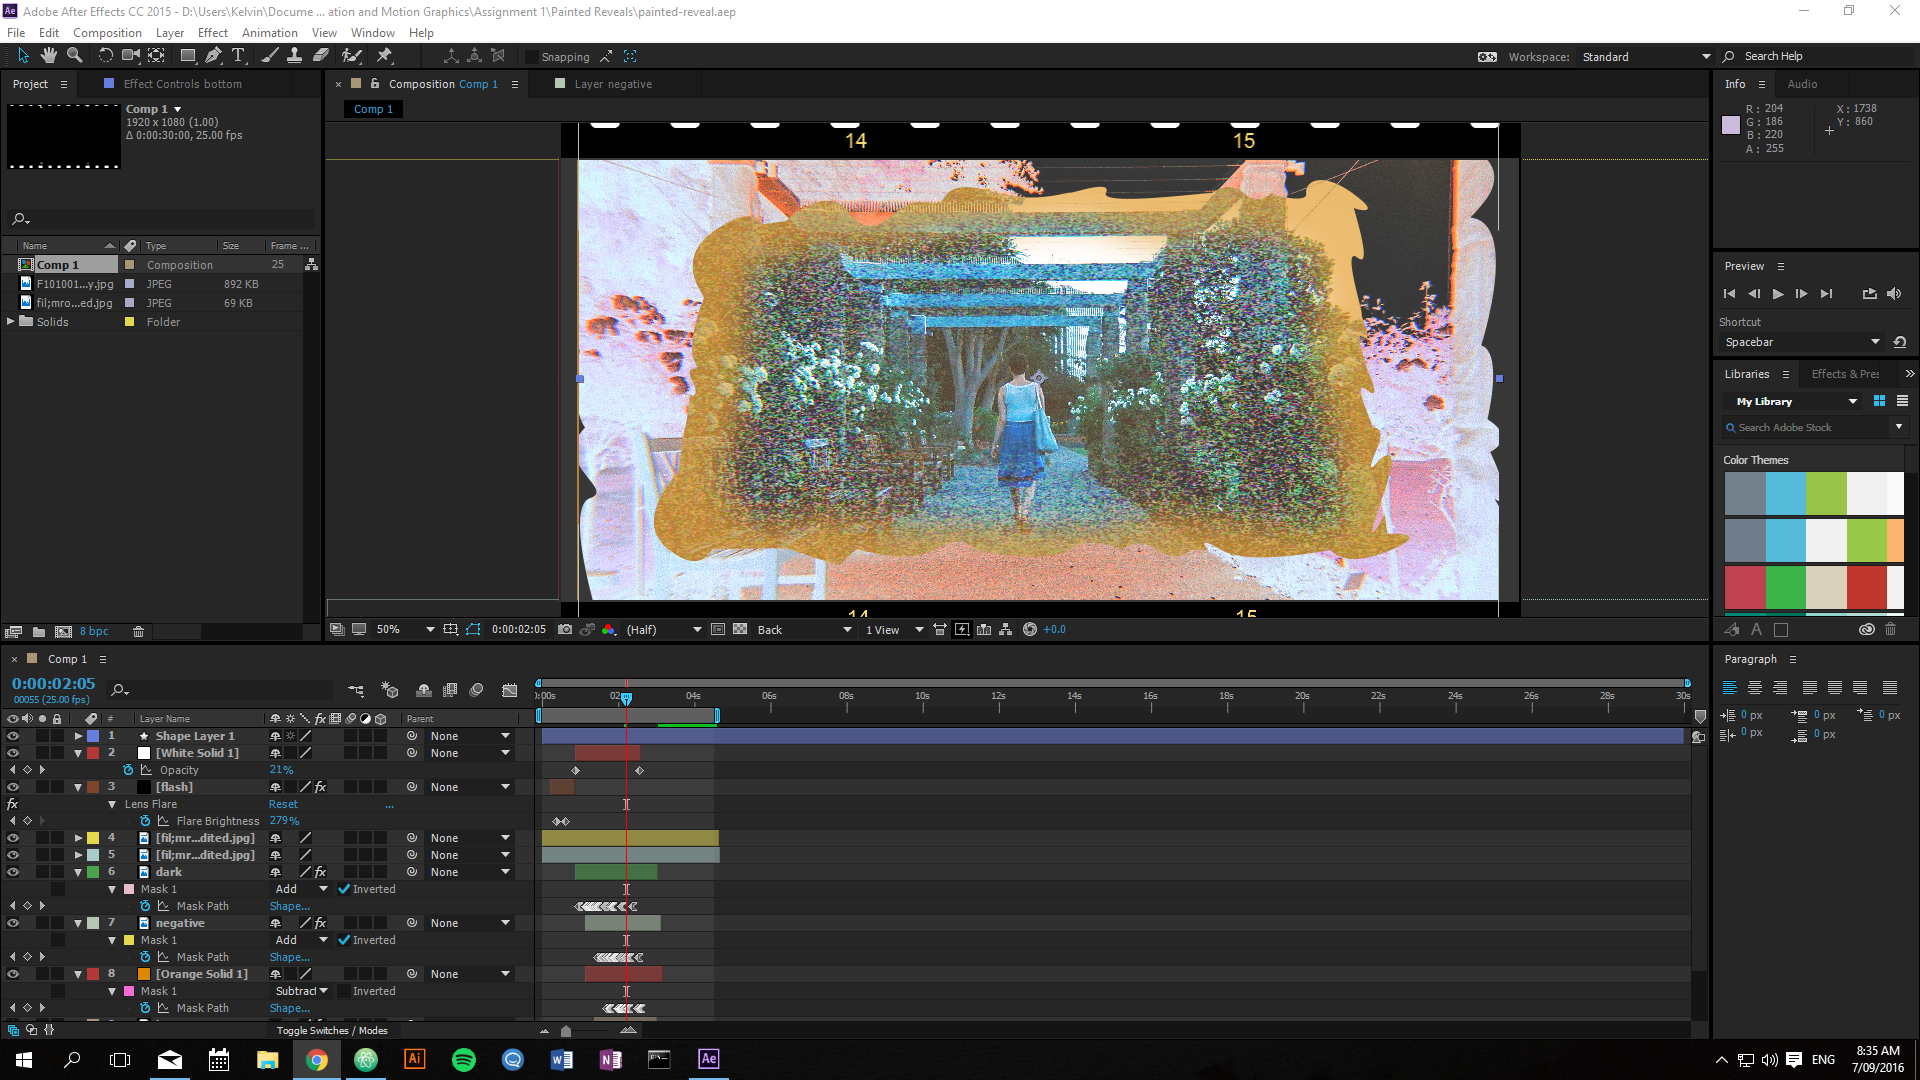 Adobe After Effects CC 2015 - D:\Users\Kelvin\Docume ... ation and Motion Graphics\Assignment 1\Painted Reveals\painted-reveal.aep
File Edit Composition Layer Effect Animation View Window Help
Snapping
Workspace: Standard
Search Help
Project
Effect Controls bottom
Composition Comp 1
Layer negative
Info Audio
Comp 1
1920 x 1080 (1.00)
Δ 0:00:30:00, 25.00 fps
Comp 1
R: 204
G: 186
B: 220
A: 255
X: 1738
Y: 860
14 15
Name Type Size Frame ...
Comp 1 Composition 25
F101001...y.jpg JPEG 892 KB
fil;mro...ed.jpg JPEG 69 KB
Solids Folder
Preview
Shortcut
Spacebar
Libraries Effects & Pres
My Library
Search Adobe Stock
Color Themes
14 15
8 bpc
50% 0:00:02:05 (Half) Back 1 View +0.0
Comp 1
0:00:02:05
00055 (25.00 fps)
:00s 02 04s 06s 08s 10s 12s 14s 16s 18s 20s 22s 24s 26s 28s 30s
# Layer Name Parent
1 Shape Layer 1 None
2 [White Solid 1] None
Opacity 21%
3 [flash] fx None
fx Lens Flare Reset ...
Flare Brightness 279%
4 [fil;mr...dited.jpg] None
5 [fil;mr...dited.jpg] None
6 dark fx None
Mask 1 Add Inverted
Mask Path Shape...
7 negative fx None
Mask 1 Add Inverted
Mask Path Shape...
8 [Orange Solid 1] None
Mask 1 Subtract Inverted
Mask Path Shape...
Toggle Switches / Modes
Paragraph
0 px 0 px 0 px
0 px 0 px
ENG
8:35 AM
7/09/2016